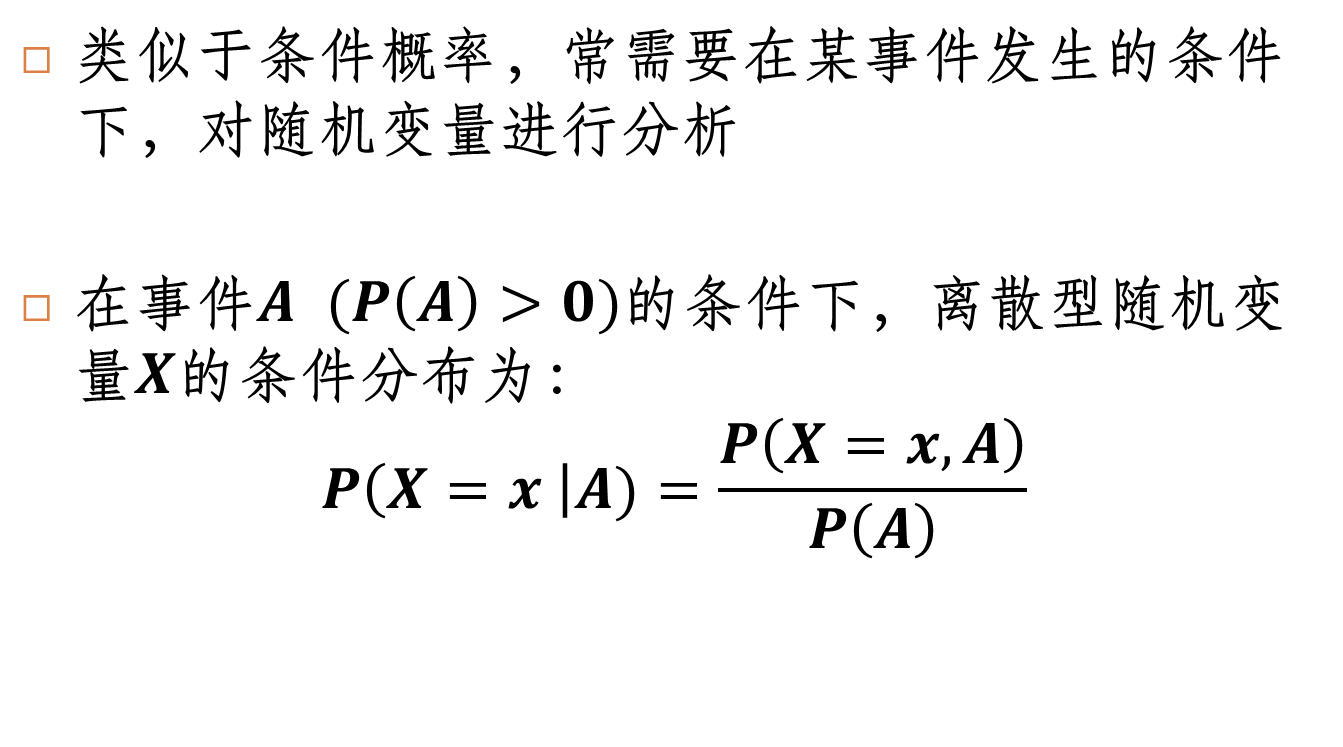 类似于条件概率，常需要在某事件发生的条件
下，对随机变量进行分析
在事件A (P(A) > 0)的条件下，离散型随机变
量X的条件分布为：
P(X = x |A) = P(X = x, A) / P(A)